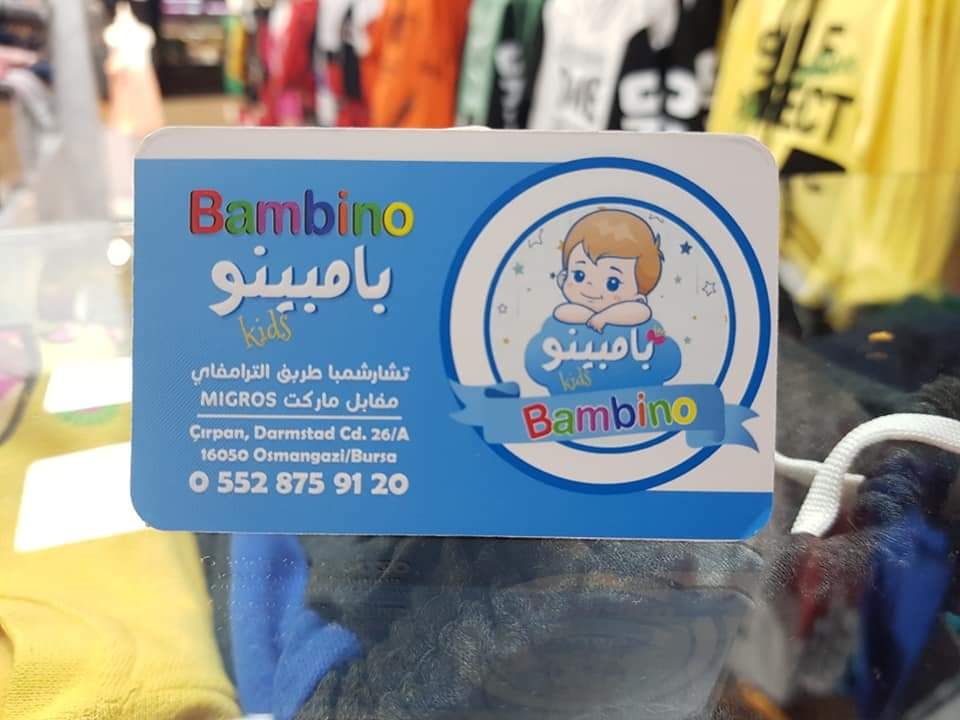 Bambino
بامبينو
kids
تشارشمبا طريق الترامفاي
مقابل ماركت MIGROS
Çırpan, Darmstad Cd. 26/A
16050 Osmangazi/Bursa
0 552 875 91 20
بامبينو
kids
Bambino